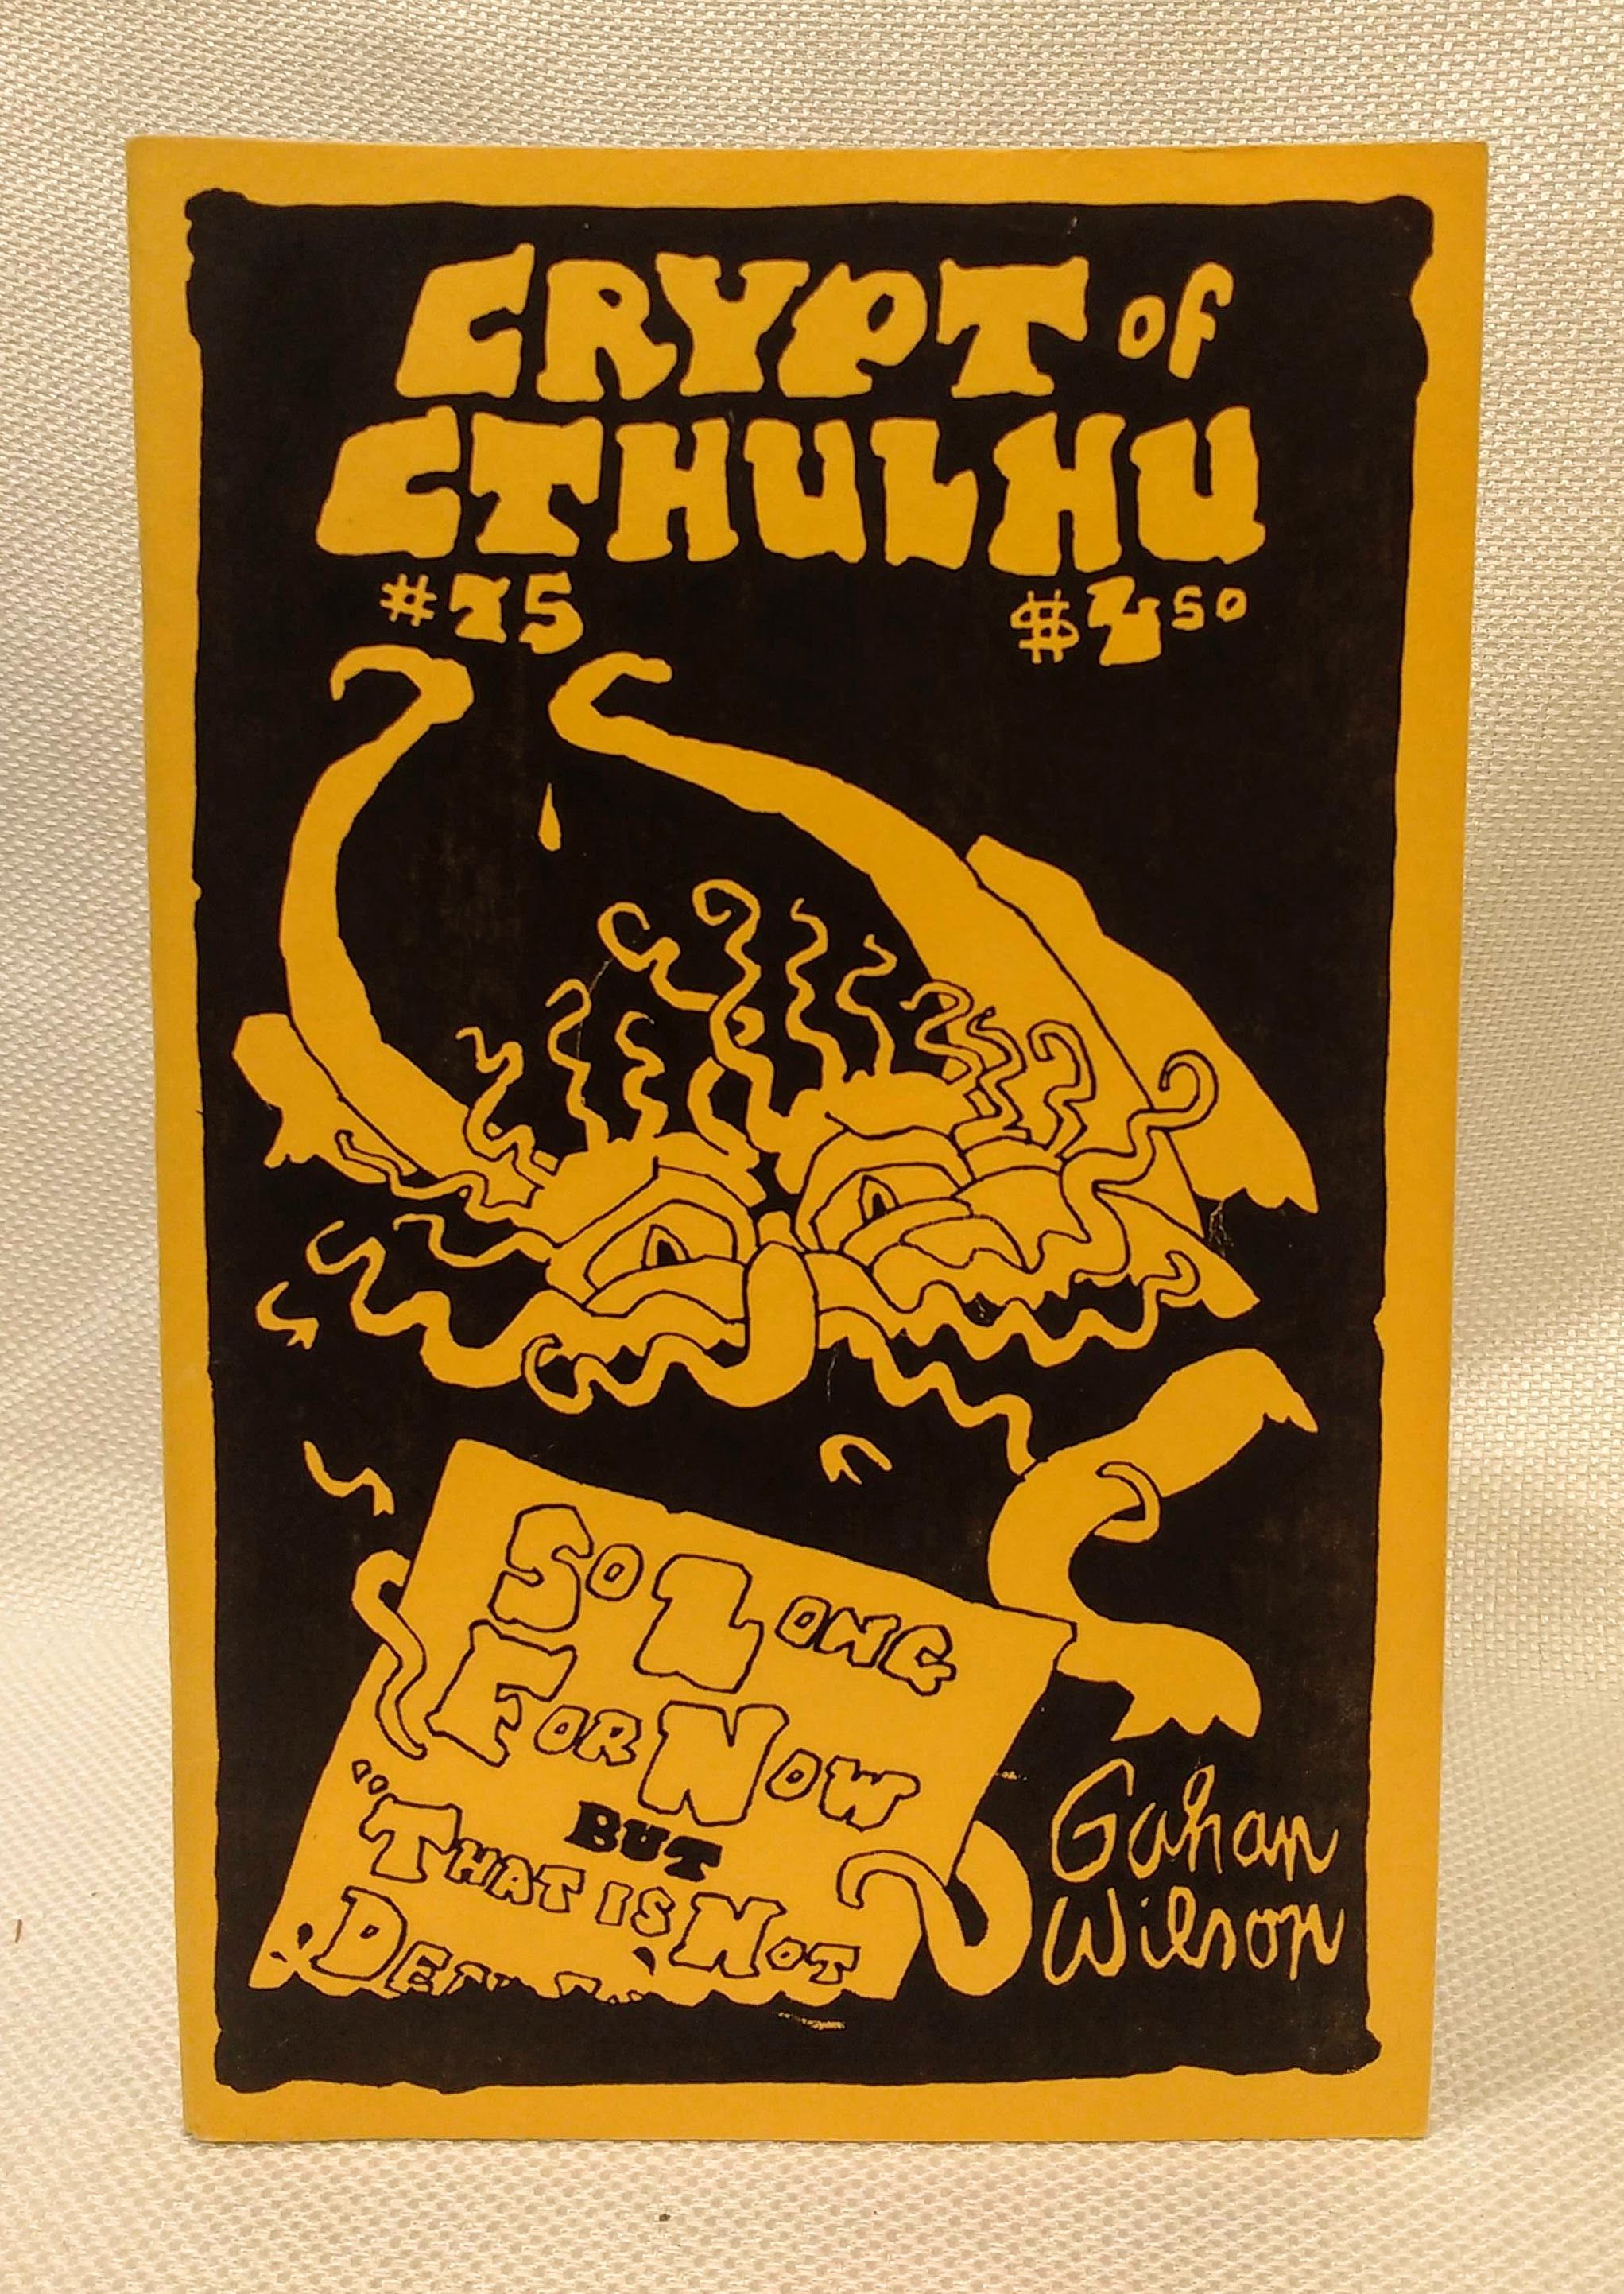 CRYPT of
CTHULHU
#75 $4.50
So Long
For Now
BUT
"That is Not
Gahan
Wilson